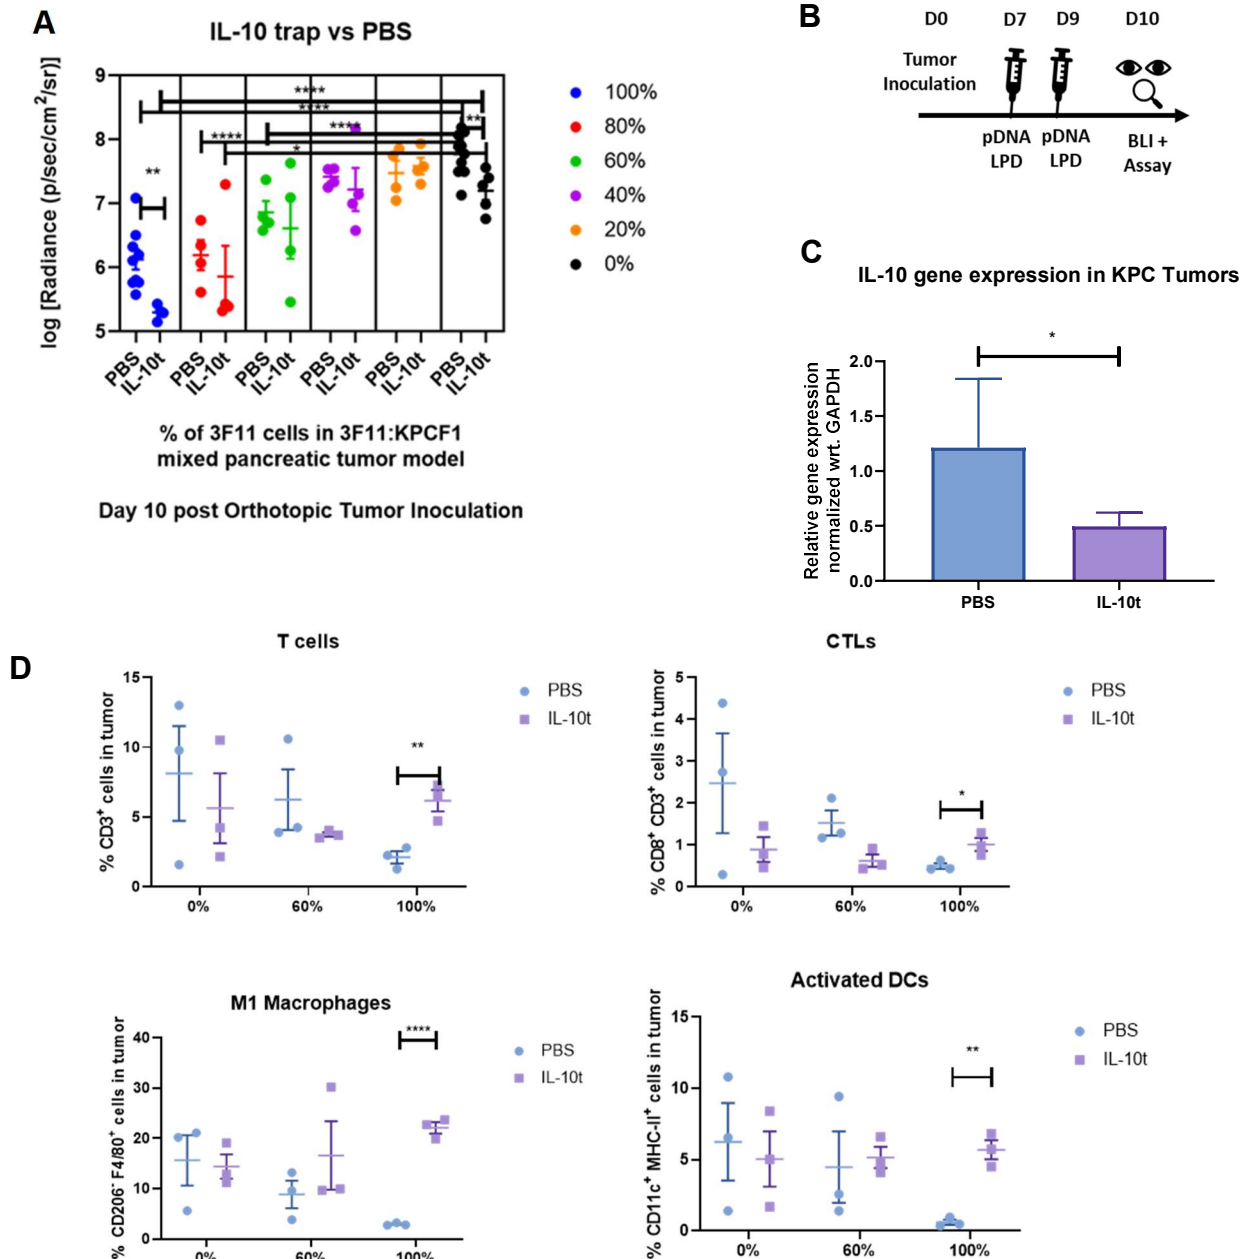 A
IL-10 trap vs PBS
log [Radiance (p/sec/cm²/sr)]
9
8
7
6
5
****
****
**
****
****
*
**
PBS
IL-10t
PBS
IL-10t
PBS
IL-10t
PBS
IL-10t
PBS
IL-10t
PBS
IL-10t
100%
80%
60%
40%
20%
0%
% of 3F11 cells in 3F11:KPCF1
mixed pancreatic tumor model
Day 10 post Orthotopic Tumor Inoculation
B
D0 D7 D9 D10
Tumor
Inoculation
pDNA
LPD
pDNA
LPD
BLI +
Assay
C
IL-10 gene expression in KPC Tumors
Relative gene expression
normalized wrt. GAPDH
2.0
1.5
1.0
0.5
0.0
*
PBS
IL-10t
D
T cells
% CD3⁺ cells in tumor
15
10
5
0
**
0%
60%
100%
PBS
IL-10t
CTLs
% CD8⁺ CD3⁺ cells in tumor
5
4
3
2
1
0
*
0%
60%
100%
PBS
IL-10t
M1 Macrophages
% CD206⁻ F4/80⁺ cells in tumor
40
30
20
10
0
****
0%
60%
100%
PBS
IL-10t
Activated DCs
% CD11c⁺ MHC-II⁺ cells in tumor
15
10
5
0
**
0%
60%
100%
PBS
IL-10t